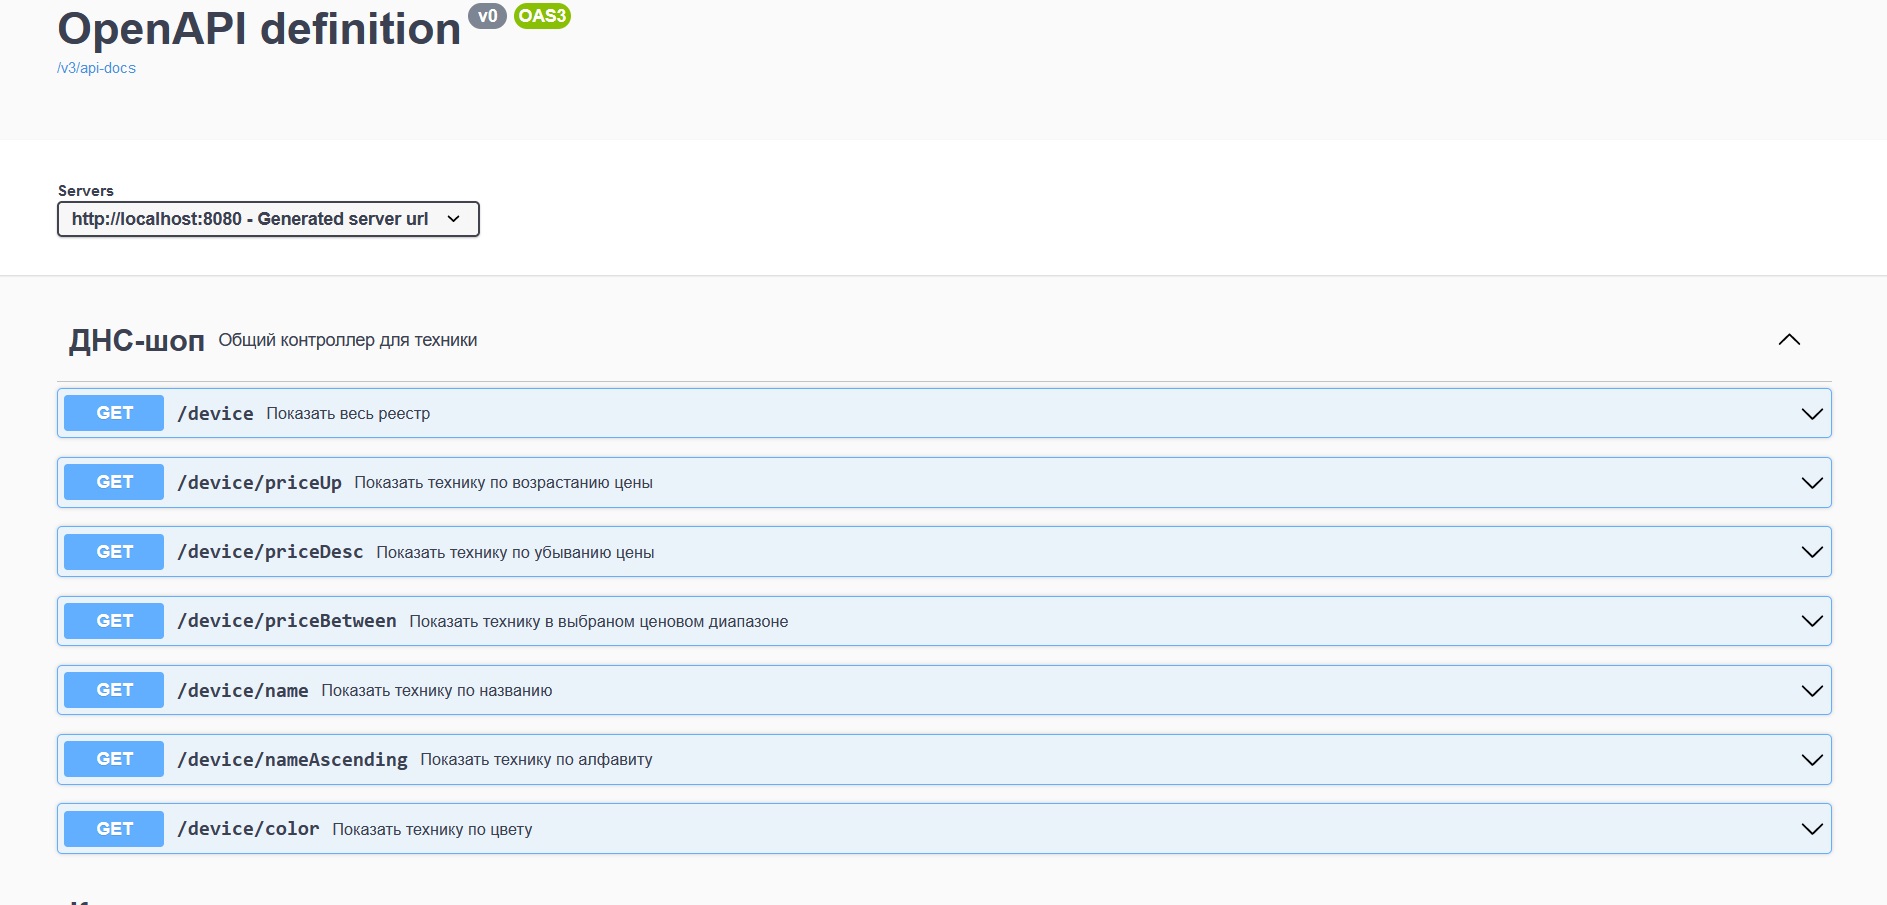 OpenAPI definition v0 OAS3
/v3/api-docs
Servers
http://localhost:8080 - Generated server url
ДНС-шоп Общий контроллер для техники
GET /device Показать весь реестр
GET /device/priceUp Показать технику по возрастанию цены
GET /device/priceDesc Показать технику по убыванию цены
GET /device/priceBetween Показать технику в выбраном ценовом диапазоне
GET /device/name Показать технику по названию
GET /device/nameAscending Показать технику по алфавиту
GET /device/color Показать технику по цвету